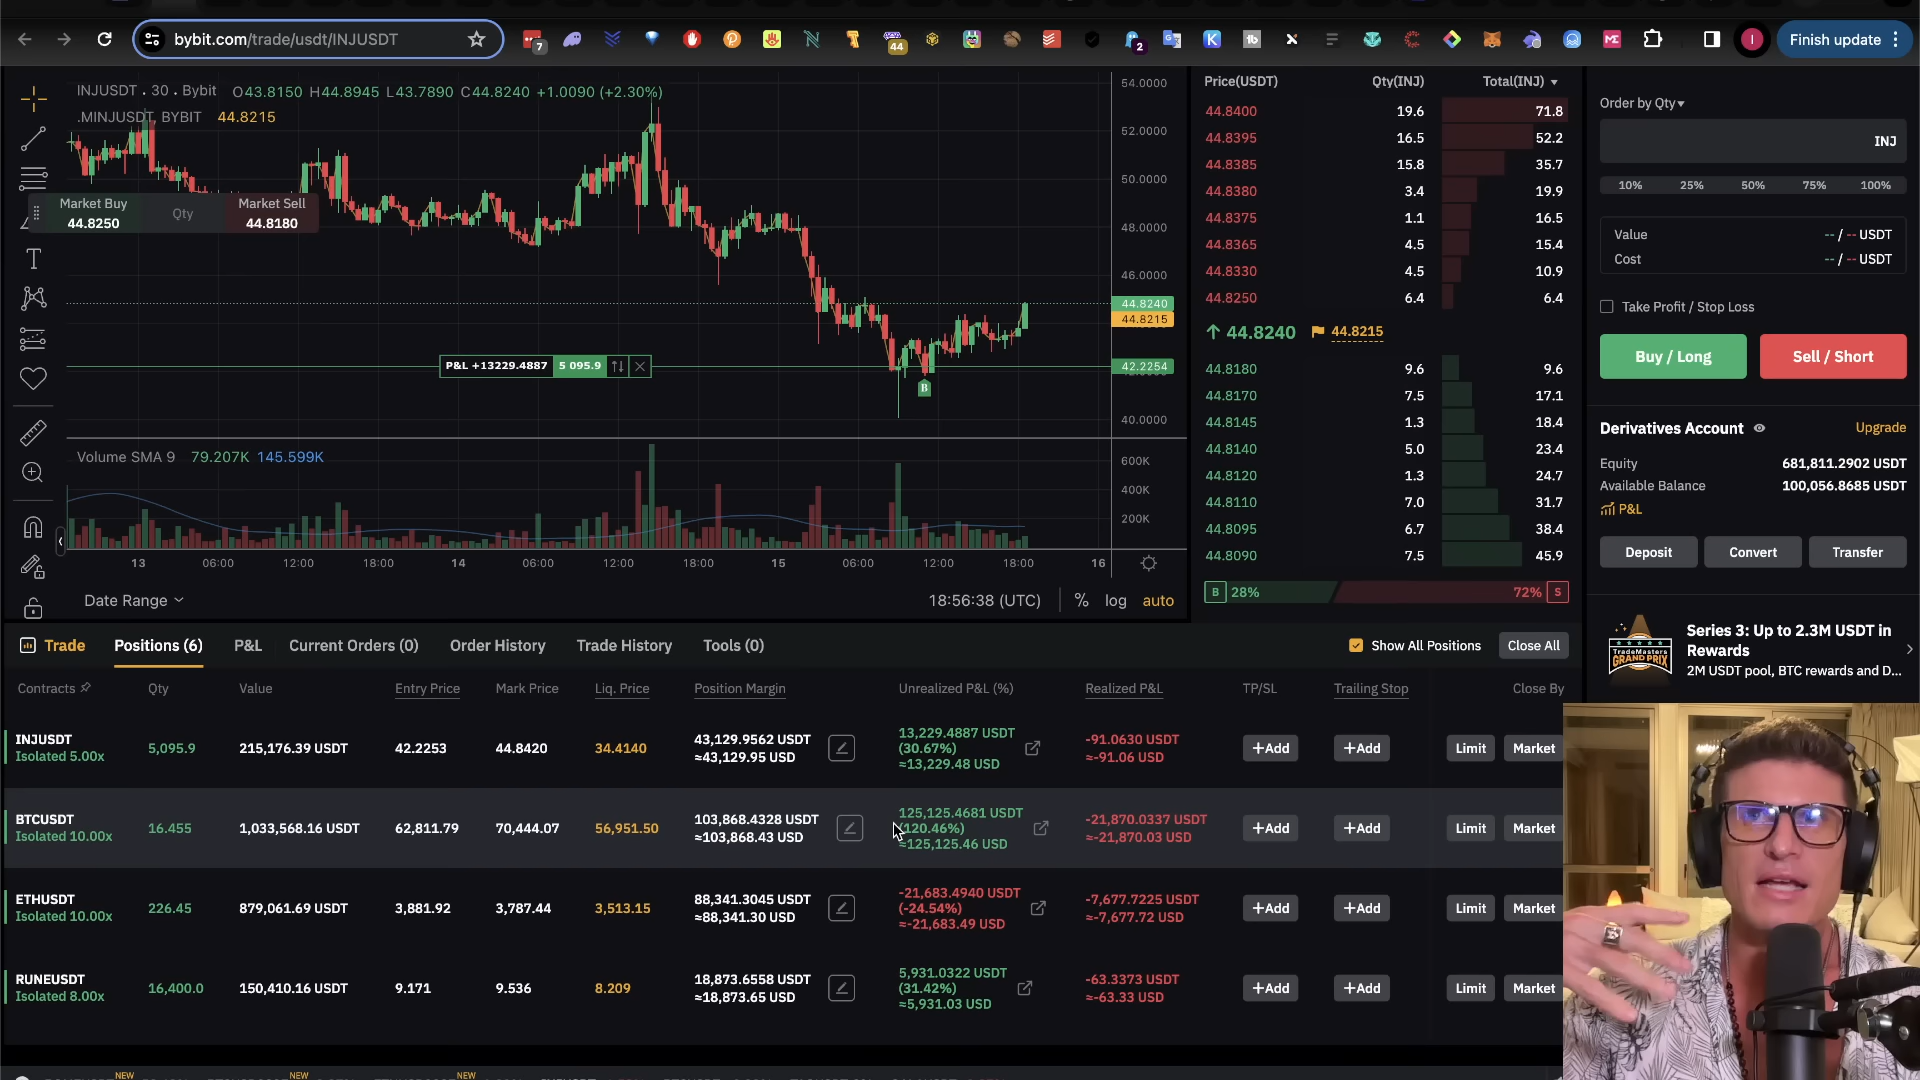 bybit.com/trade/usdt/INJUSDT
7
44
2
Finish update
INJUSDT · 30 · Bybit O43.8150 H44.8945 L43.7890 C44.8240 +1.0090 (+2.30%)
.MINJUSDT, BYBIT 44.8215
Market Buy
44.8250
Qty
Market Sell
44.8180
54.0000
52.0000
50.0000
48.0000
46.0000
44.8240
44.8215
42.2254
40.0000
P&L +13229.4887 5 095.9
B
Volume SMA 9 79.207K 145.599K
600K
400K
200K
13 06:00 12:00 18:00 14 06:00 12:00 18:00 15 06:00 12:00 18:00 16
Date Range
18:56:38 (UTC) % log auto
Price(USDT) Qty(INJ) Total(INJ)
44.8400 19.6 71.8
44.8395 16.5 52.2
44.8385 15.8 35.7
44.8380 3.4 19.9
44.8375 1.1 16.5
44.8365 4.5 15.4
44.8330 4.5 10.9
44.8250 6.4 6.4
44.8240 44.8215
44.8180 9.6 9.6
44.8170 7.5 17.1
44.8145 1.3 18.4
44.8140 5.0 23.4
44.8120 1.3 24.7
44.8110 7.0 31.7
44.8095 6.7 38.4
44.8090 7.5 45.9
B 28% 72% S
Order by Qty
INJ
10% 25% 50% 75% 100%
Value -- / -- USDT
Cost -- / -- USDT
Take Profit / Stop Loss
Buy / Long Sell / Short
Derivatives Account Upgrade
Equity 681,811.2902 USDT
Available Balance 100,056.8685 USDT
P&L
Deposit Convert Transfer
TradeMasters
GRAND PRIX
Series 3: Up to 2.3M USDT in
Rewards
2M USDT pool, BTC rewards and D...
Trade Positions (6) P&L Current Orders (0) Order History Trade History Tools (0) Show All Positions Close All
Contracts Qty Value Entry Price Mark Price Liq. Price Position Margin Unrealized P&L (%) Realized P&L TP/SL Trailing Stop Close By
INJUSDT
Isolated 5.00x
5,095.9 215,176.39 USDT 42.2253 44.8420 34.4140
43,129.9562 USDT
≈43,129.95 USD
13,229.4887 USDT
(30.67%)
≈13,229.48 USD
-91.0630 USDT
≈-91.06 USD
+Add +Add Limit Market
BTCUSDT
Isolated 10.00x
16.455 1,033,568.16 USDT 62,811.79 70,444.07 56,951.50
103,868.4328 USDT
≈103,868.43 USD
125,125.4681 USDT
(120.46%)
≈125,125.46 USD
-21,870.0337 USDT
≈-21,870.03 USD
+Add +Add Limit Market
ETHUSDT
Isolated 10.00x
226.45 879,061.69 USDT 3,881.92 3,787.44 3,513.15
88,341.3045 USDT
≈88,341.30 USD
-21,683.4940 USDT
(-24.54%)
≈-21,683.49 USD
-7,677.7225 USDT
≈-7,677.72 USD
+Add +Add Limit Market
RUNEUSDT
Isolated 8.00x
16,400.0 150,410.16 USDT 9.171 9.536 8.209
18,873.6558 USDT
≈18,873.65 USD
5,931.0322 USDT
(31.42%)
≈5,931.03 USD
-63.3373 USDT
≈-63.33 USD
+Add +Add Limit Market
NEW NEW NEW